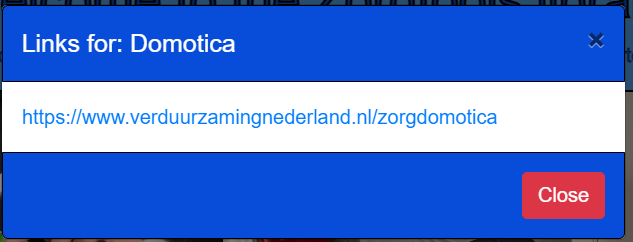 Links for: Domotica
×
https://www.verduurzamingnederland.nl/zorgdomotica
Close